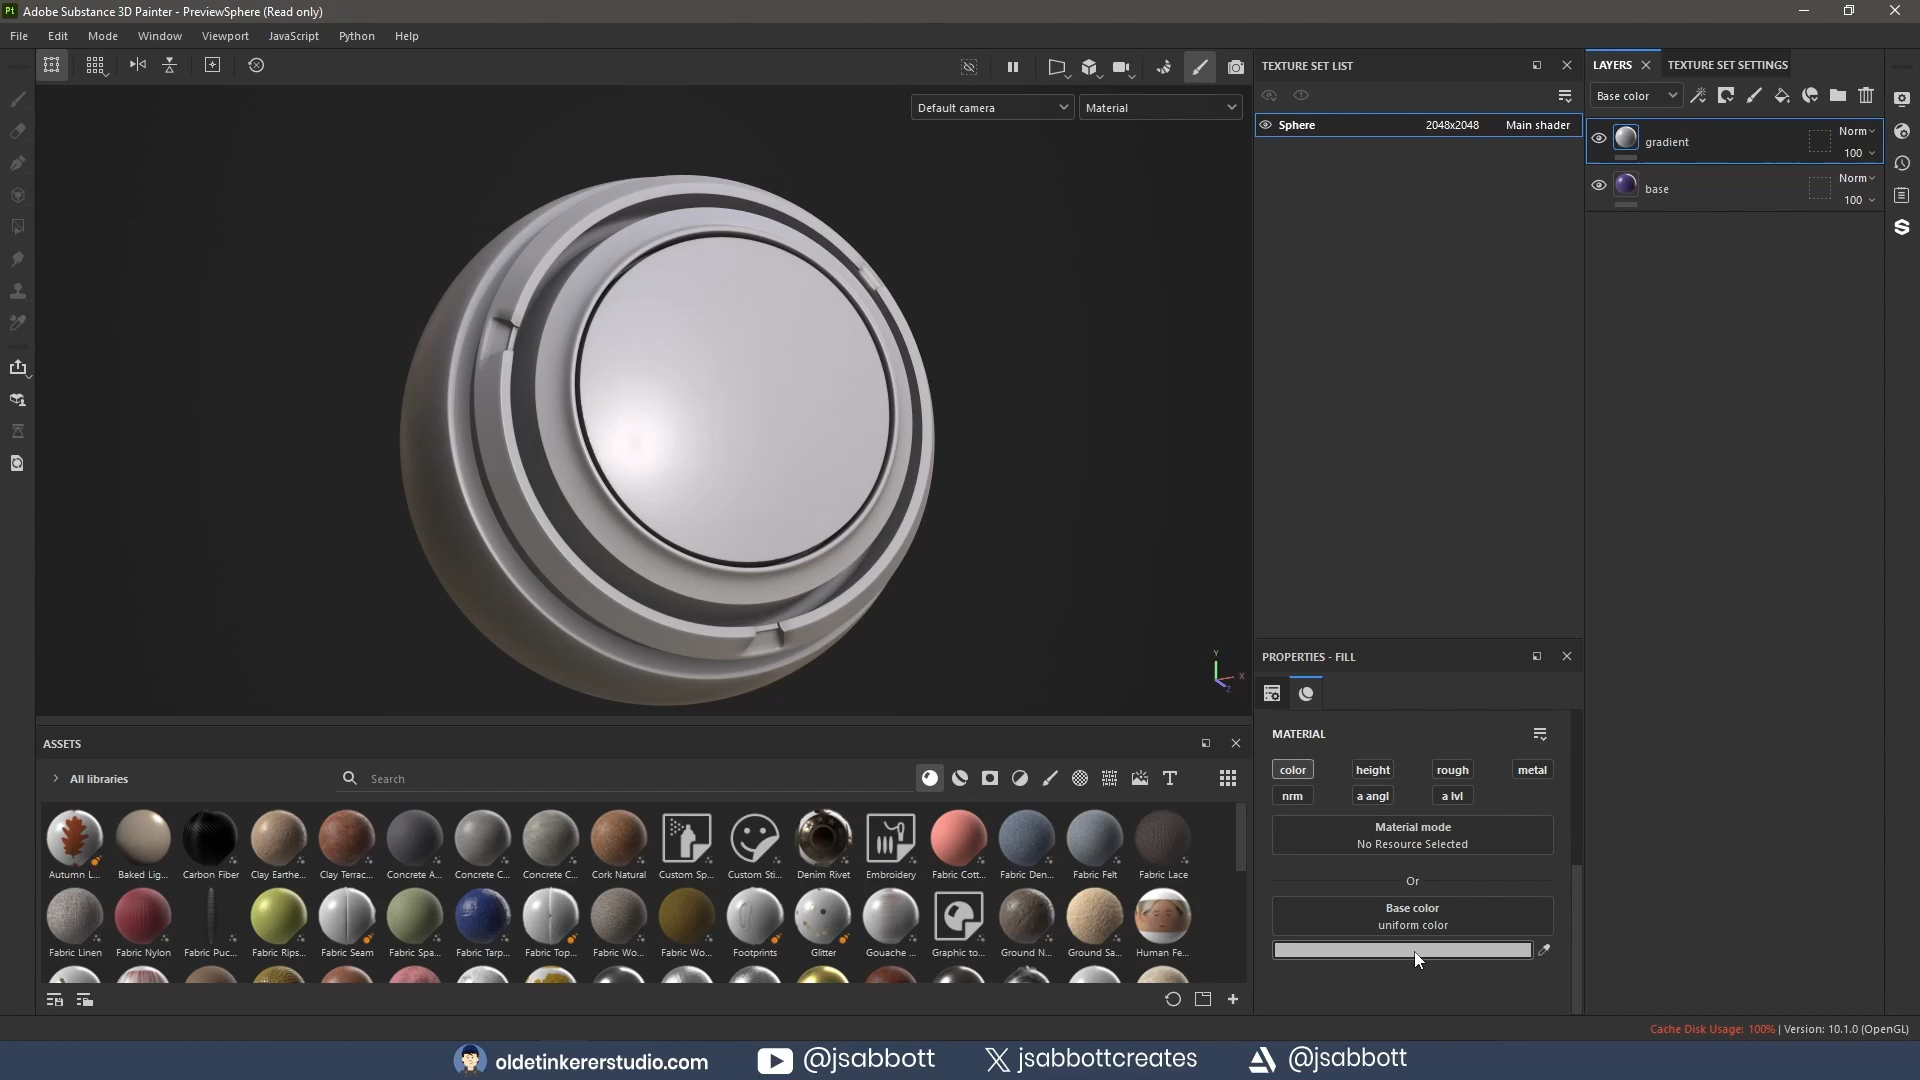 Pt Adobe Substance 3D Painter - PreviewSphere (Read only)
File Edit Mode Window Viewport JavaScript Python Help
Default camera Material
TEXTURE SET LIST
Sphere 2048x2048 Main shader
LAYERS TEXTURE SET SETTINGS
Base color
gradient Norm 100
base Norm 100
Y X Z
PROPERTIES - FILL
MATERIAL
color height rough metal
nrm a angl a lvl
Material mode
No Resource Selected
Or
Base color
uniform color
ASSETS
All libraries Search
Autumn L... Baked Lig... Carbon Fiber Clay Earthe... Clay Terrac... Concrete A... Concrete C... Concrete C... Cork Natural Custom Sp... Custom Sti... Denim Rivet Embroidery Fabric Cott... Fabric Den... Fabric Felt Fabric Lace
Fabric Linen Fabric Nylon Fabric Puc... Fabric Rips... Fabric Seam Fabric Spa... Fabric Tarp... Fabric Top... Fabric Wo... Fabric Wo... Footprints Glitter Gouache ... Graphic to... Ground N... Ground Sa... Human Fe...
Cache Disk Usage: 100% | Version: 10.1.0 (OpenGL)
oldetinkererstudio.com @jsabbott jsabbottcreates @jsabbott